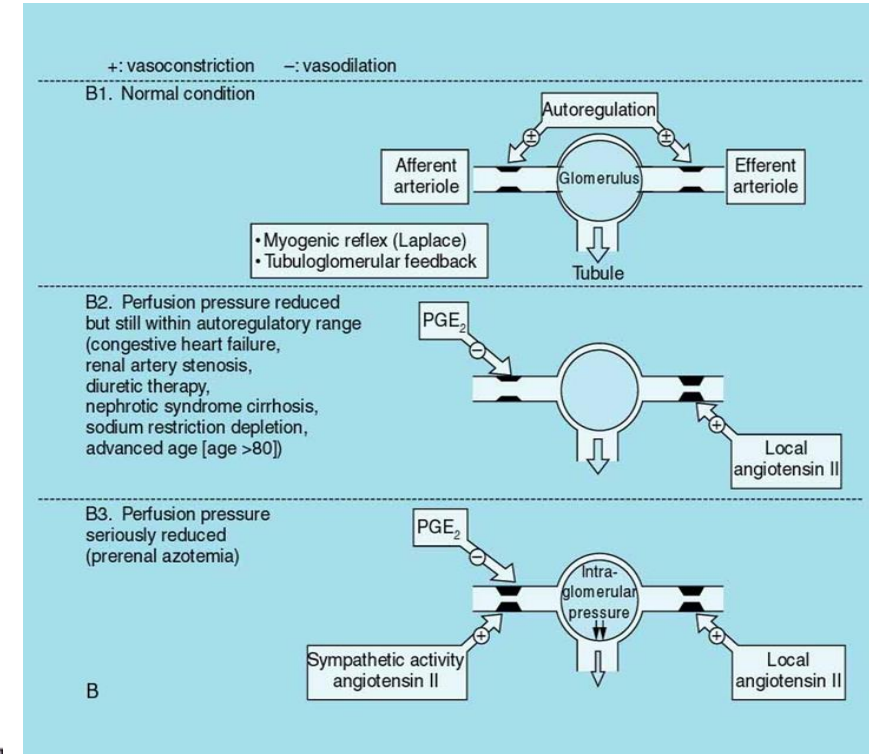 +: vasoconstriction –: vasodilation
B1. Normal condition
Autoregulation
± ±
Afferent
arteriole
Glomerulus
Efferent
arteriole
• Myogenic reflex (Laplace)
• Tubuloglomerular feedback
Tubule
B2. Perfusion pressure reduced
but still within autoregulatory range
(congestive heart failure,
renal artery stenosis,
diuretic therapy,
nephrotic syndrome cirrhosis,
sodium restriction depletion,
advanced age [age >80])
PGE₂
–
+
Local
angiotensin II
B3. Perfusion pressure
seriously reduced
(prerenal azotemia)
PGE₂
–
Intra-
glomerular
pressure
+
Sympathetic activity
angiotensin II
+
Local
angiotensin II
B